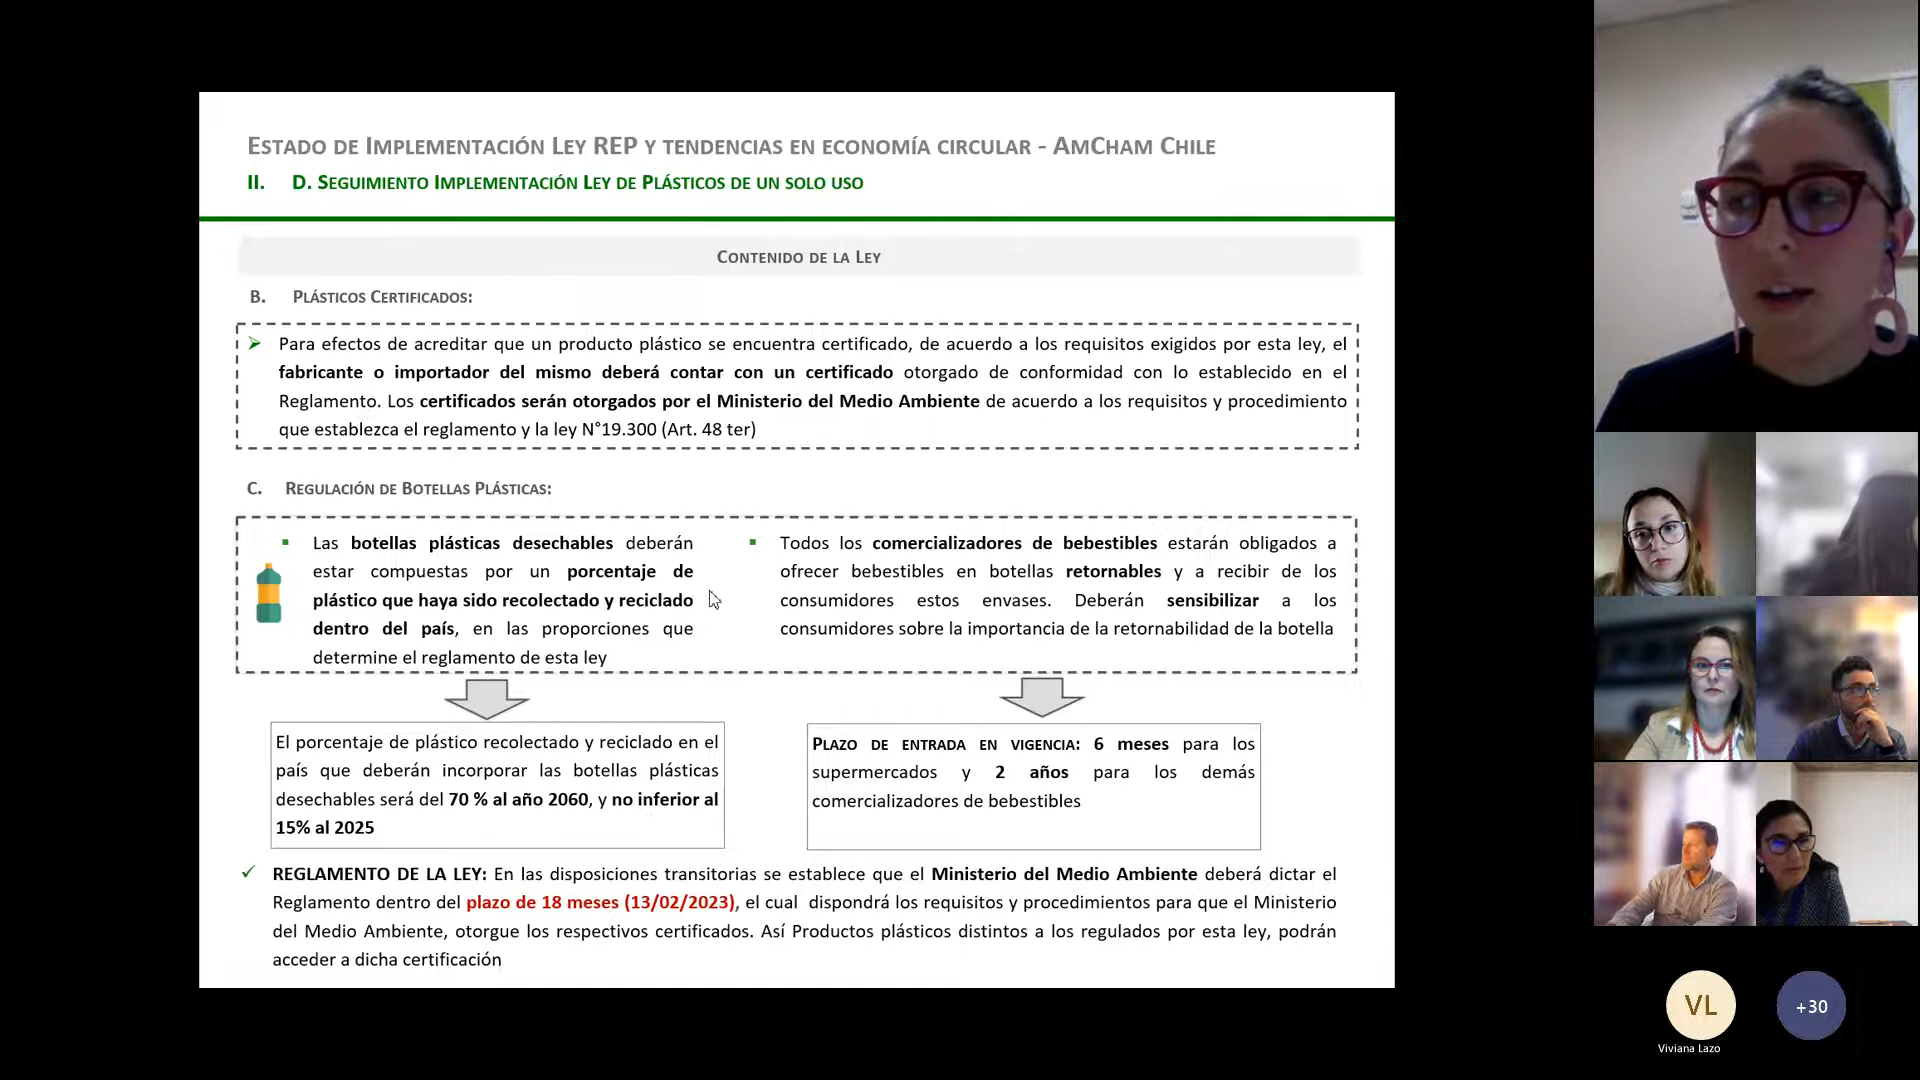 Estado de Implementación Ley REP y tendencias en economía circular - AmCham Chile
II. D. Seguimiento Implementación Ley de Plásticos de un solo uso
Contenido de la Ley
B. Plásticos Certificados:
Para efectos de acreditar que un producto plástico se encuentra certificado, de acuerdo a los requisitos exigidos por esta ley, el
fabricante o importador del mismo deberá contar con un certificado otorgado de conformidad con lo establecido en el
Reglamento. Los certificados serán otorgados por el Ministerio del Medio Ambiente de acuerdo a los requisitos y procedimiento
que establezca el reglamento y la ley N°19.300 (Art. 48 ter)
C. Regulación de Botellas Plásticas:
Las botellas plásticas desechables deberán
estar compuestas por un porcentaje de
plástico que haya sido recolectado y reciclado
dentro del país, en las proporciones que
determine el reglamento de esta ley
Todos los comercializadores de bebestibles estarán obligados a
ofrecer bebestibles en botellas retornables y a recibir de los
consumidores estos envases. Deberán sensibilizar a los
consumidores sobre la importancia de la retornabilidad de la botella
El porcentaje de plástico recolectado y reciclado en el
país que deberán incorporar las botellas plásticas
desechables será del 70 % al año 2060, y no inferior al
15% al 2025
Plazo de entrada en vigencia: 6 meses para los
supermercados y 2 años para los demás
comercializadores de bebestibles
REGLAMENTO DE LA LEY: En las disposiciones transitorias se establece que el Ministerio del Medio Ambiente deberá dictar el
Reglamento dentro del plazo de 18 meses (13/02/2023), el cual dispondrá los requisitos y procedimientos para que el Ministerio
del Medio Ambiente, otorgue los respectivos certificados. Así Productos plásticos distintos a los regulados por esta ley, podrán
acceder a dicha certificación
VL
+30
Viviana Lazo